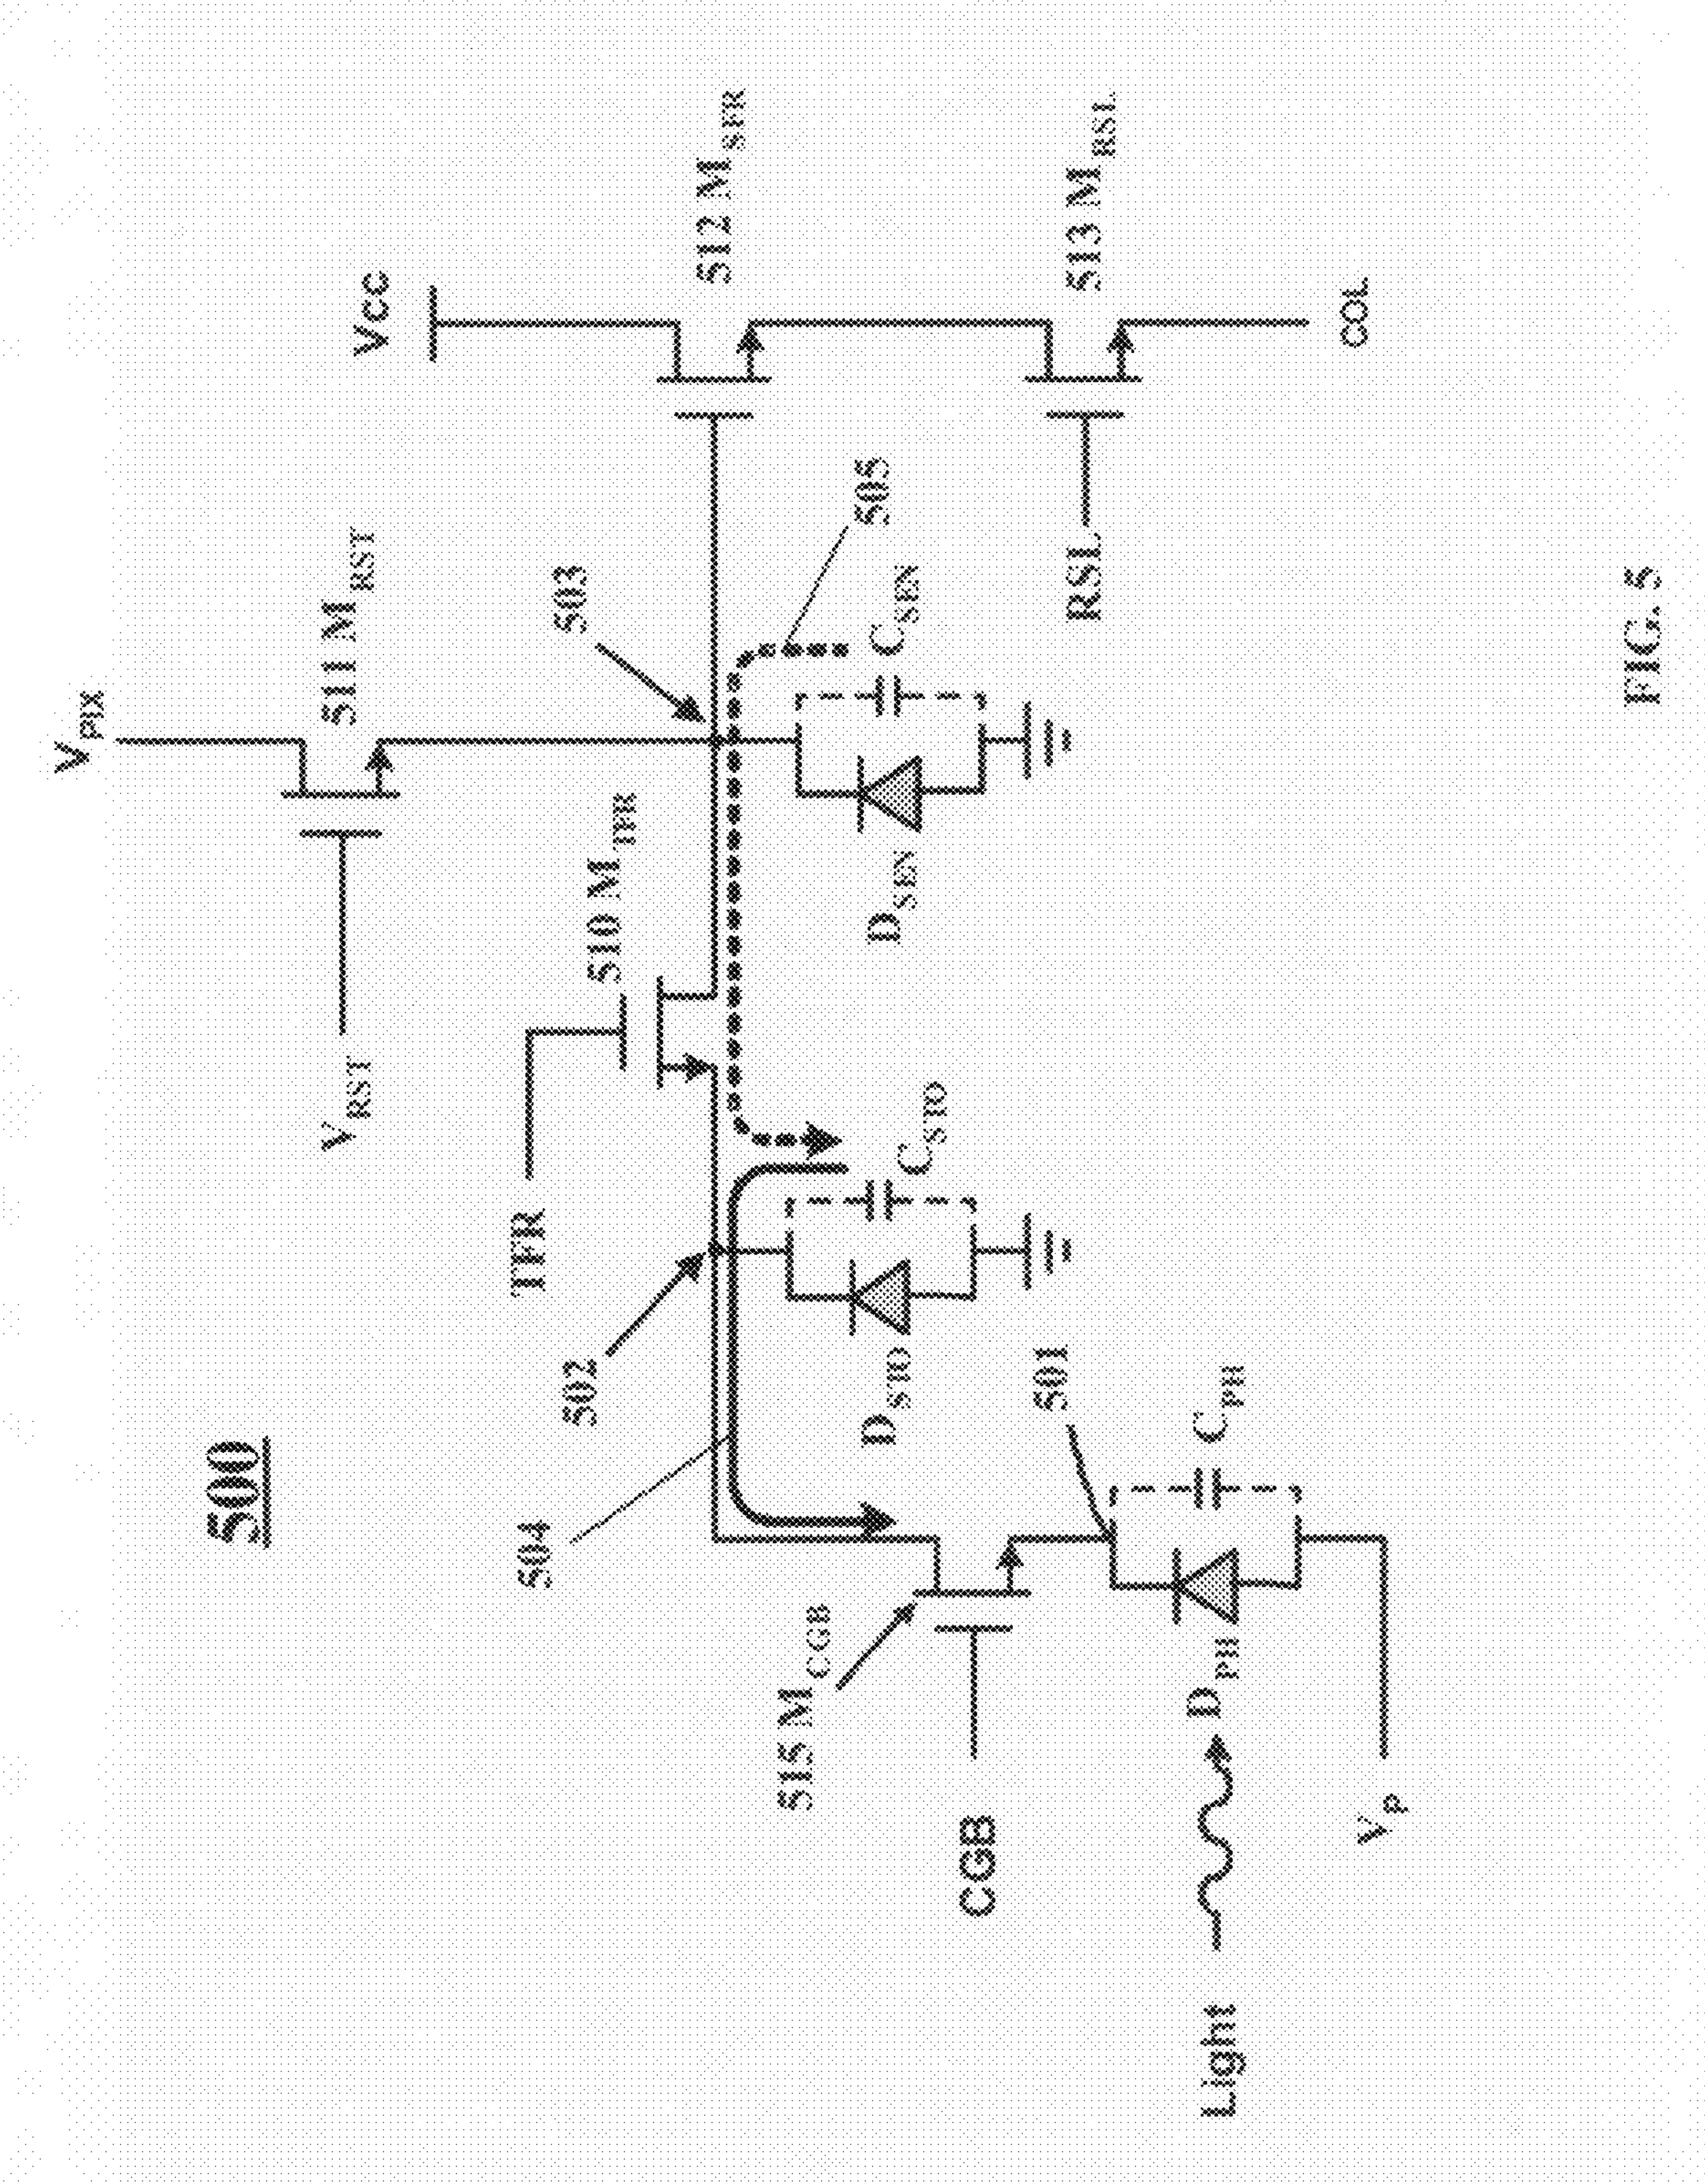 500
V_PIX
Vcc
V_RST
511 M_RST
TFR
510 M_TFR
503
502
504
512 M_SFR
505
515 M_CGB
D_STO
C_STO
D_SEN
C_SEN
CGB
501
RSL
513 M_RSL
Light
D_PH
C_PH
V_P
COL
FIG. 5